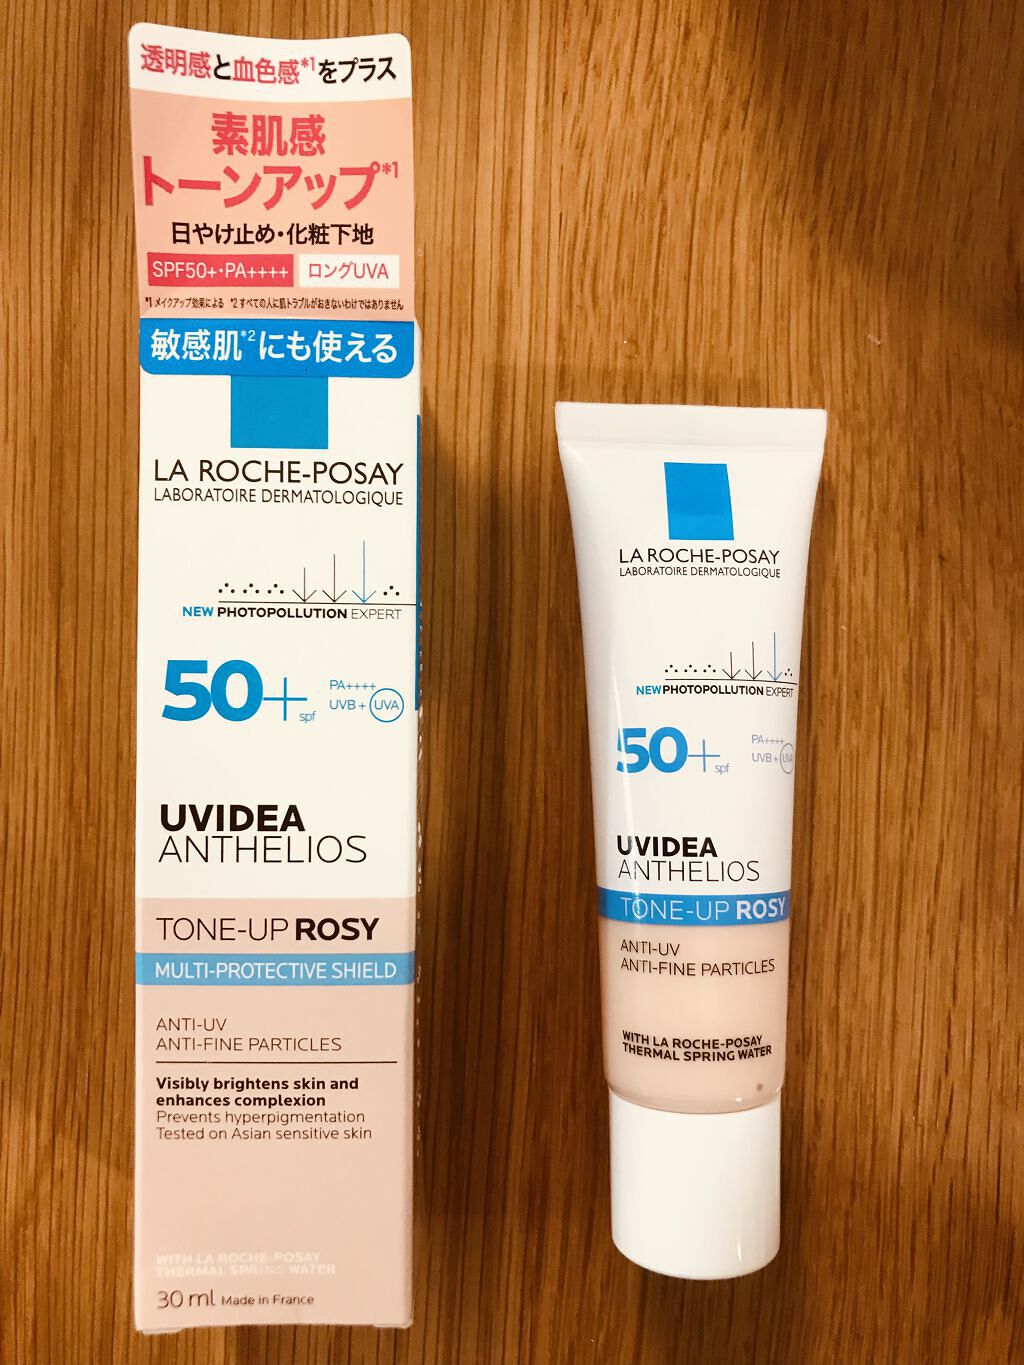 透明感と血色感*1をプラス
素肌感
トーンアップ*1
日やけ止め・化粧下地
SPF50+・PA++++ ロングUVA
*1 メイクアップ効果による *2 すべての人に肌トラブルがおきないわけではありません
敏感肌*2にも使える
LA ROCHE-POSAY
LABORATOIRE DERMATOLOGIQUE
NEW PHOTOPOLLUTION EXPERT
50+ spf
PA++++
UVB + UVA
UVIDEA
ANTHELIOS
TONE-UP ROSY
MULTI-PROTECTIVE SHIELD
ANTI-UV
ANTI-FINE PARTICLES
Visibly brightens skin and
enhances complexion
Prevents hyperpigmentation
Tested on Asian sensitive skin
WITH LA ROCHE-POSAY
THERMAL SPRING WATER
30 ml Made in France
LA ROCHE-POSAY
LABORATOIRE DERMATOLOGIQUE
NEW PHOTOPOLLUTION EXPERT
50+ spf
PA++++
UVB + UVA
UVIDEA
ANTHELIOS
TONE-UP ROSY
ANTI-UV
ANTI-FINE PARTICLES
WITH LA ROCHE-POSAY
THERMAL SPRING WATER